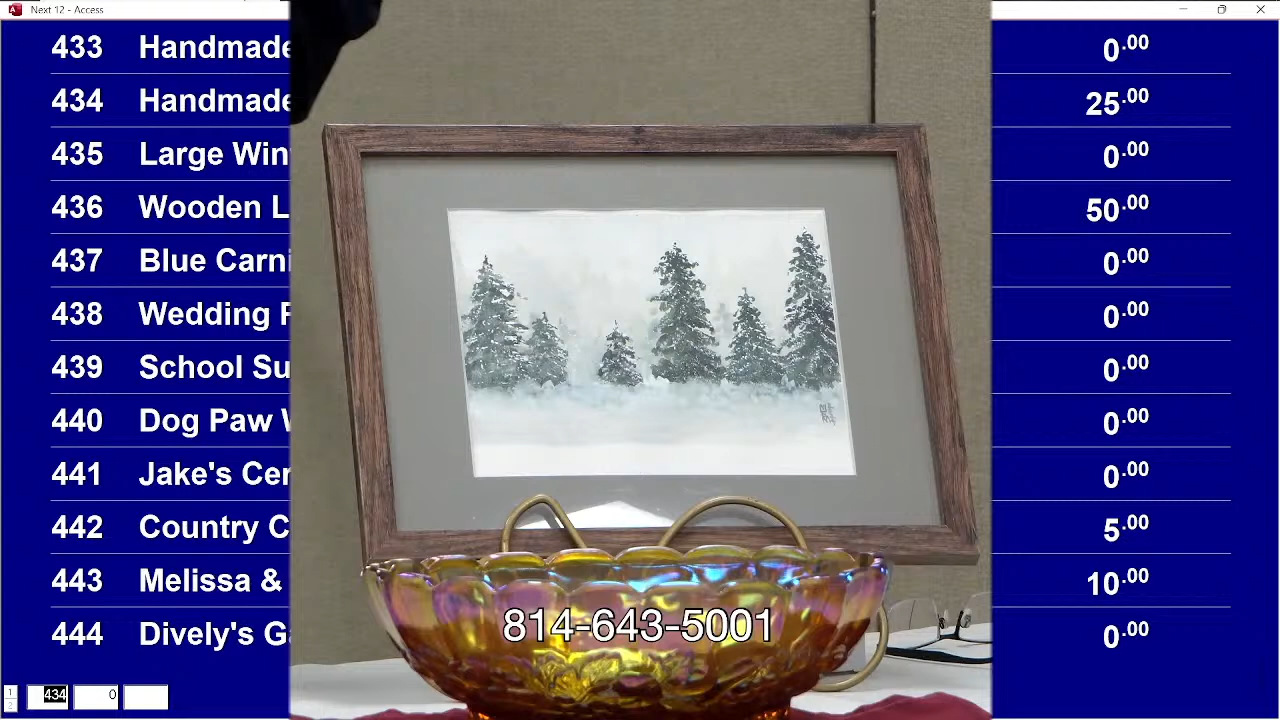 Next 12 - Access
433 Handmade 0.00
434 Handmade 25.00
435 Large Win 0.00
436 Wooden L 50.00
437 Blue Carni 0.00
438 Wedding 0.00
439 School Su 0.00
440 Dog Paw 0.00
441 Jake's Cer 0.00
442 Country C 5.00
443 Melissa & 10.00
444 Dively's Ga 0.00
814-643-5001
1 434 0
2